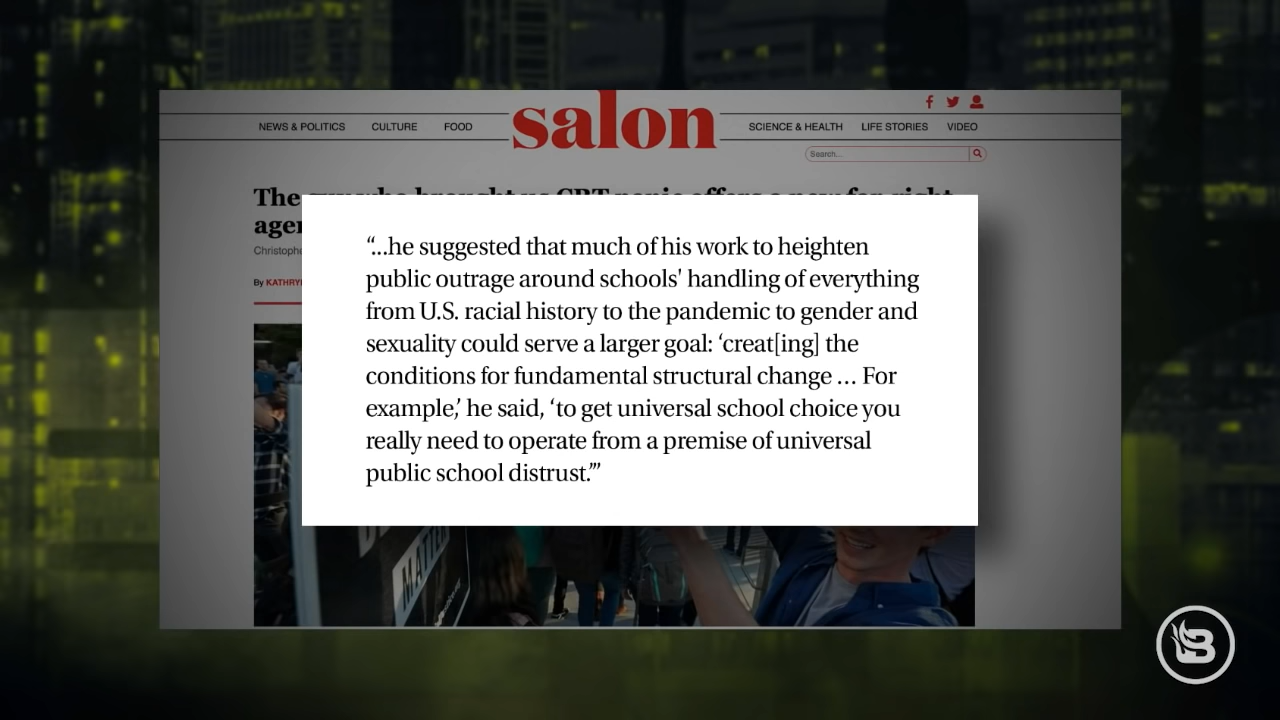 salon
NEWS & POLITICS CULTURE FOOD SCIENCE & HEALTH LIFE STORIES VIDEO
Search...
The
“...he suggested that much of his work to heighten
public outrage around schools' handling of everything
from U.S. racial history to the pandemic to gender and
sexuality could serve a larger goal: ‘creat[ing] the
conditions for fundamental structural change ... For
example,’ he said, ‘to get universal school choice you
really need to operate from a premise of universal
public school distrust.’”
By
MATTER
B